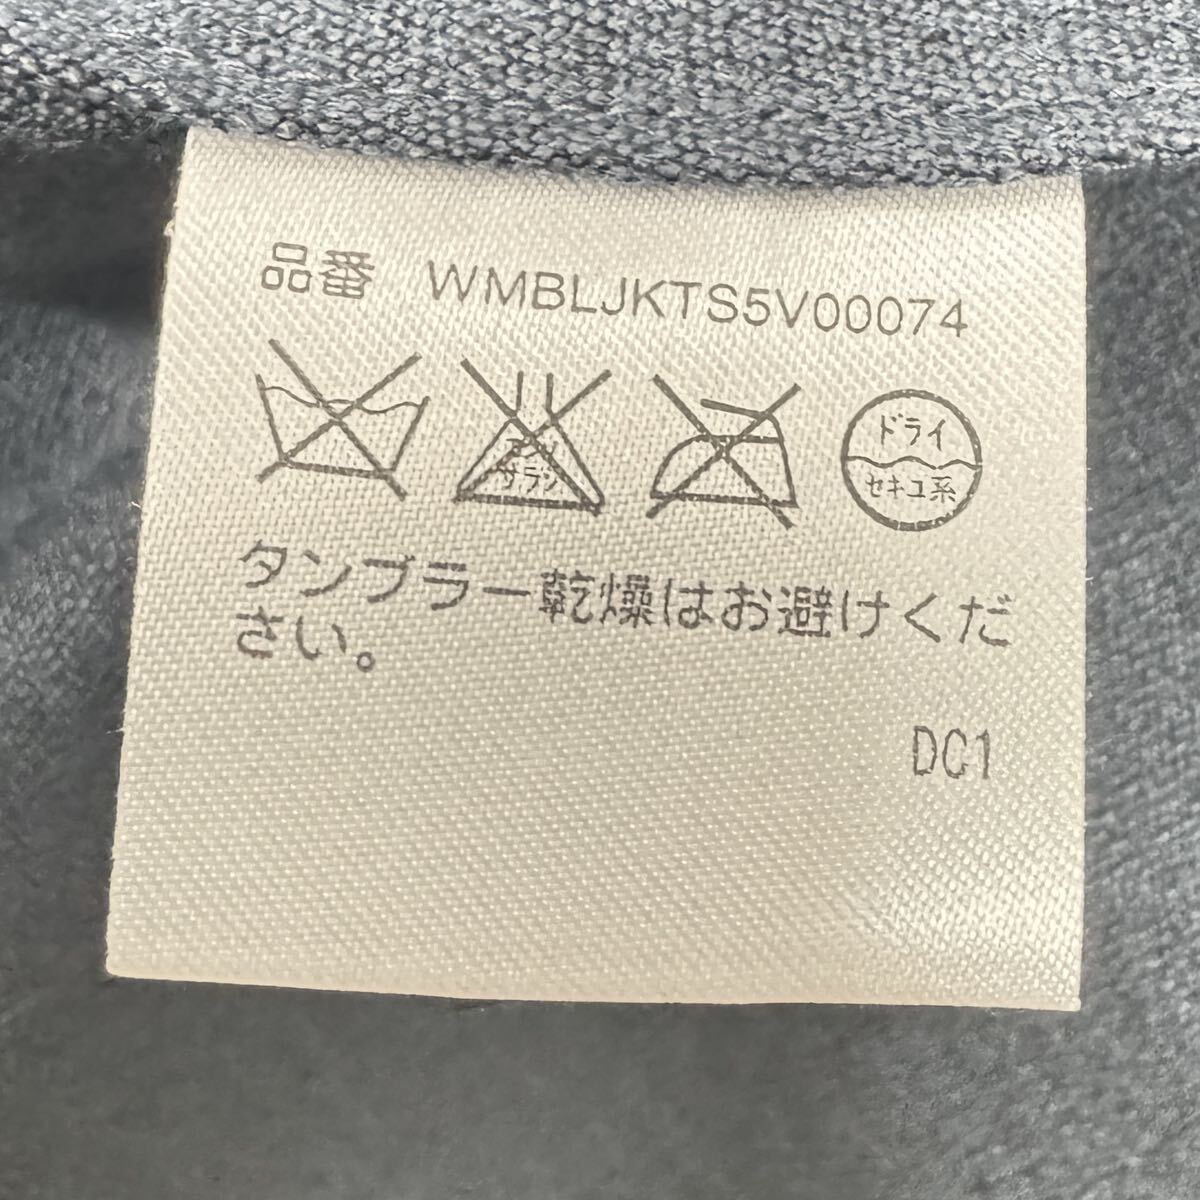 品番 WMBLJKTS5V00074
エンソ
サラシ
ドライ
セキユ系
タンブラー乾燥はお避けくだ
さい。
DC1